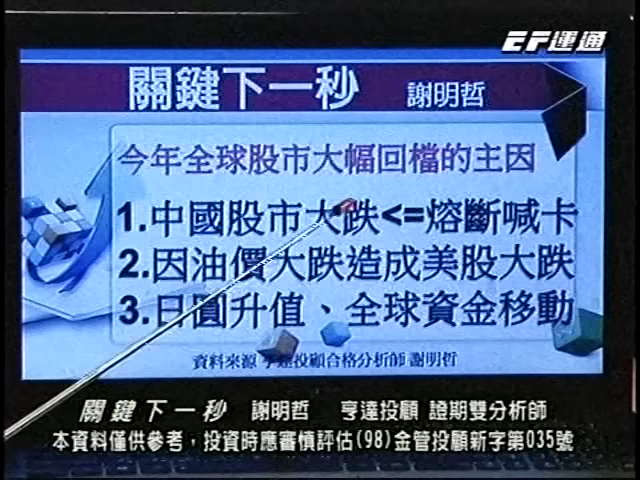 EF運通
關鍵下一秒 謝明哲
今年全球股市大幅回檔的主因
1.中國股市大跌<=熔斷喊卡
2.因油價大跌造成美股大跌
3.日圓升值、全球資金移動
資料來源 亨達投顧合格分析師 謝明哲
關鍵下一秒 謝明哲 亨達投顧 證期雙分析師
本資料僅供參考，投資時應審慎評估(98)金管投顧新字第035號